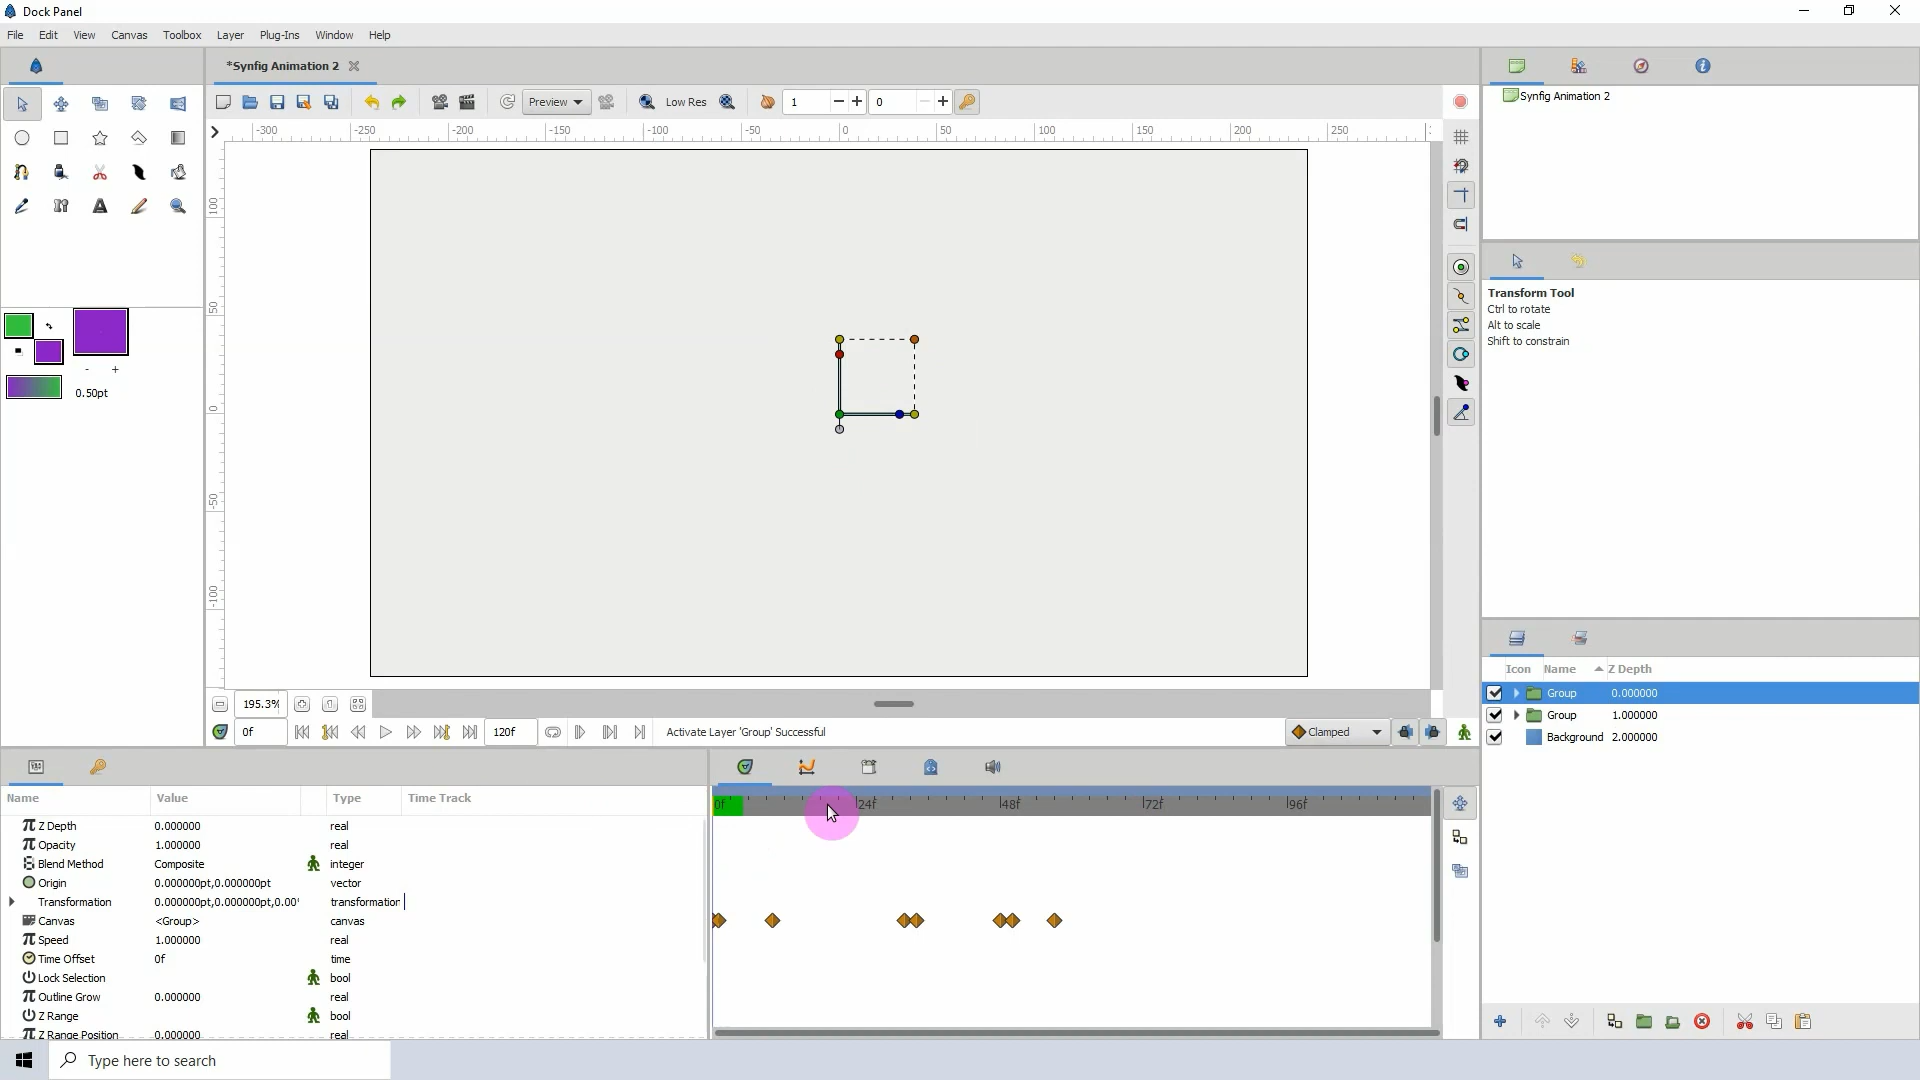 Dock Panel
File Edit View Canvas Toolbox Layer Plug-Ins Window Help
*Synfig Animation 2
Preview Low Res 1 0
-300 -250 -200 -150 -100 -50 0 50 100 150 200 250
100
50
0
-50
-100
- +
0.50pt
Synfig Animation 2
Transform Tool
Ctrl to rotate
Alt to scale
Shift to constrain
Icon Name Z Depth
Group 0.000000
Group 1.000000
Background 2.000000
195.3%
0f 120f Activate Layer 'Group' Successful Clamped
Name Value Type Time Track
Z Depth 0.000000 real
Opacity 1.000000 real
Blend Method Composite integer
Origin 0.000000pt,0.000000pt vector
Transformation 0.000000pt,0.000000pt,0.00° transformation
Canvas <Group> canvas
Speed 1.000000 real
Time Offset 0f time
Lock Selection bool
Outline Grow 0.000000 real
Z Range bool
Z Range Position 0.000000 real
0f 24f 48f 72f 96f
Type here to search